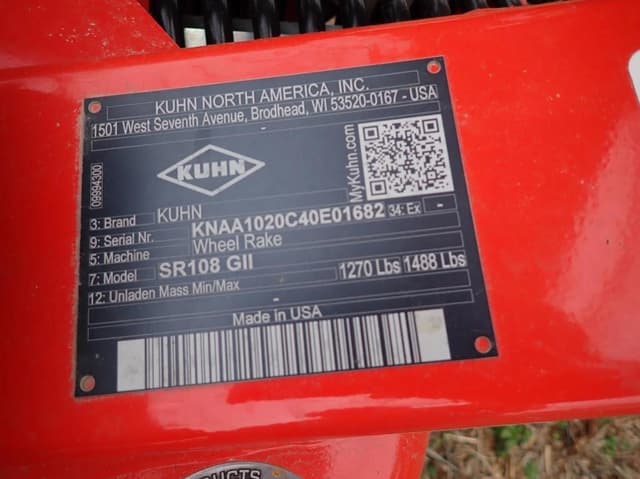 KUHN NORTH AMERICA, INC.
1501 West Seventh Avenue, Brodhead, WI 53520-0167 - USA
-
09994300
KUHN
MyKuhn.com
3: Brand KUHN
9: Serial Nr. KNAA1020C40E01682 34: Ex -
5: Machine Wheel Rake
7: Model SR108 GII
12: Unladen Mass Min/Max 1270 Lbs 1488 Lbs
-
Made in USA